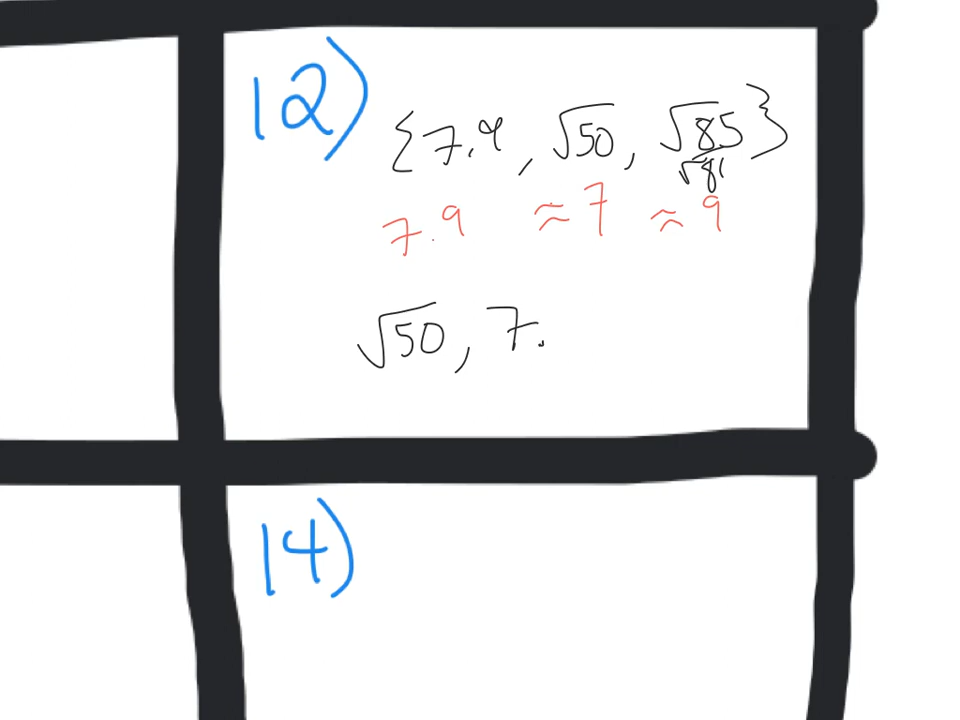 12) {7.9, √50, √85}
√81
7.9 ≈7 ≈9
√50, 7.
14)